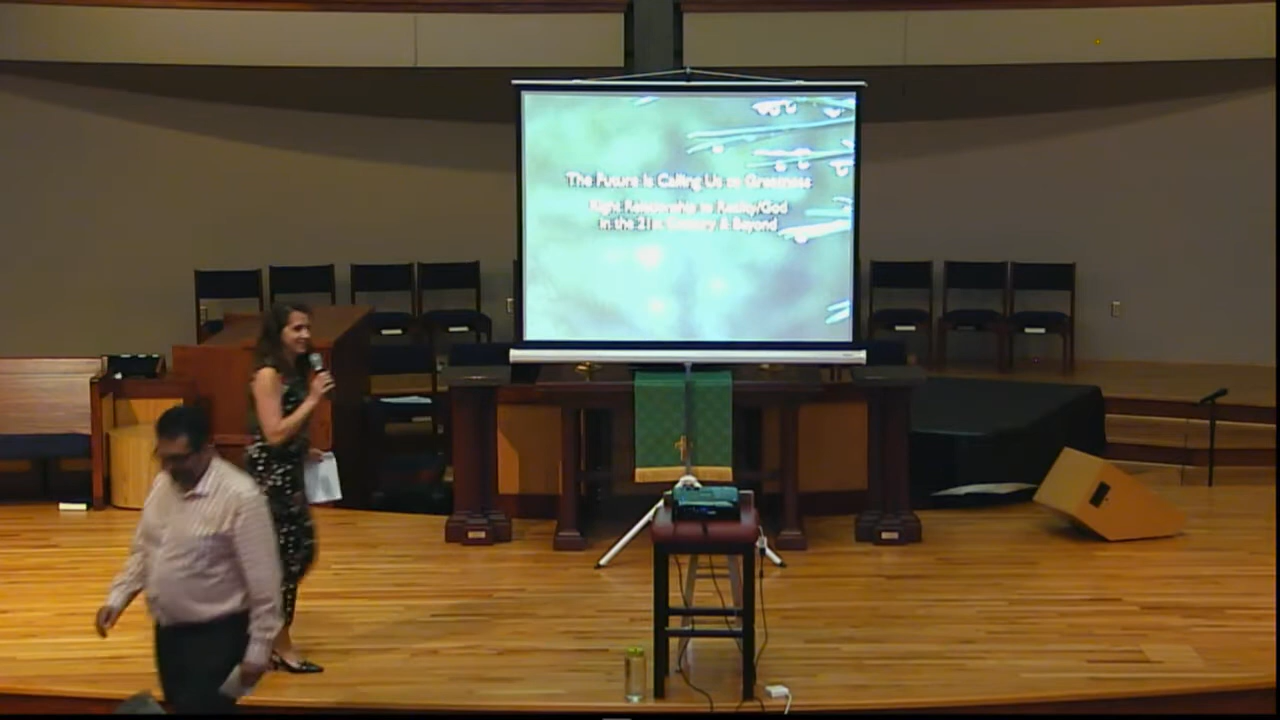 The Future Is Calling Us to Greatness
Right Relationship to Reality/God
in the 21st Century & Beyond